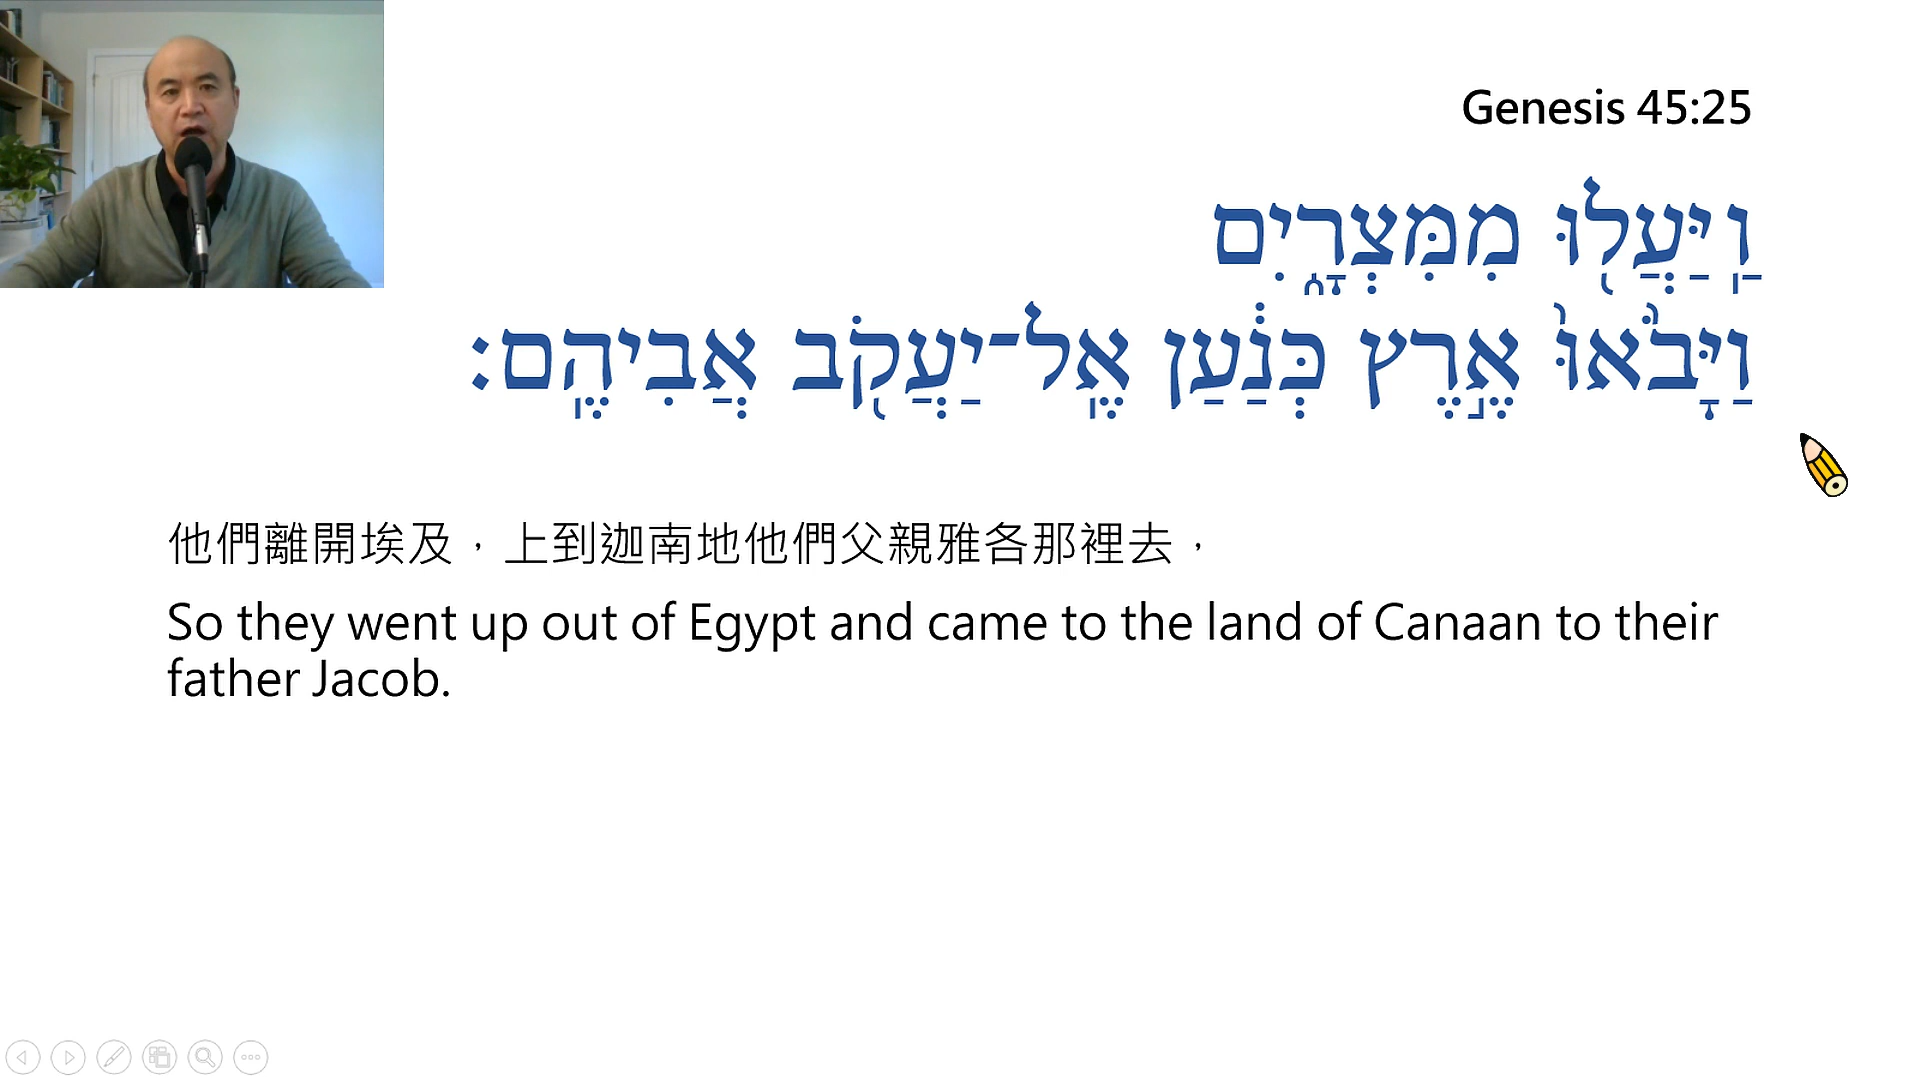 Genesis 45:25
וַֽיַּעֲל֖וּ מִמִּצְרָ֑יִם
וַיָּבֹ֙אוּ֙ אֶ֣רֶץ כְּנַ֔עַן אֶֽל־יַעֲקֹ֖ב אֲבִיהֶֽם׃
他們離開埃及，上到迦南地他們父親雅各那裡去，
So they went up out of Egypt and came to the land of Canaan to their
father Jacob.